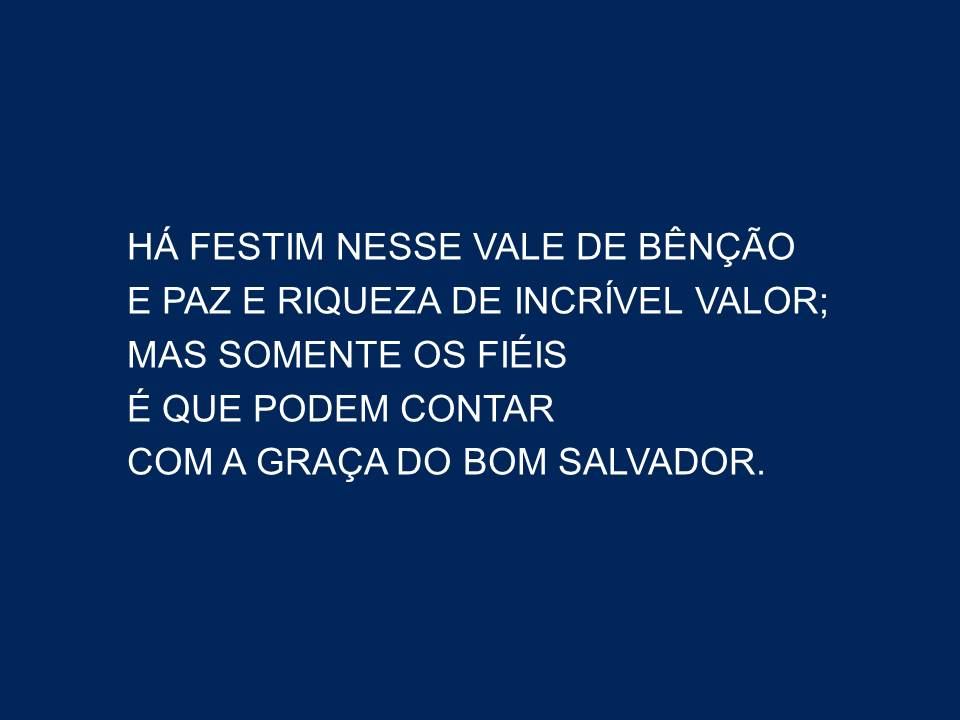 HÁ FESTIM NESSE VALE DE BÊNÇÃO
E PAZ E RIQUEZA DE INCRÍVEL VALOR;
MAS SOMENTE OS FIÉIS
É QUE PODEM CONTAR
COM A GRAÇA DO BOM SALVADOR.